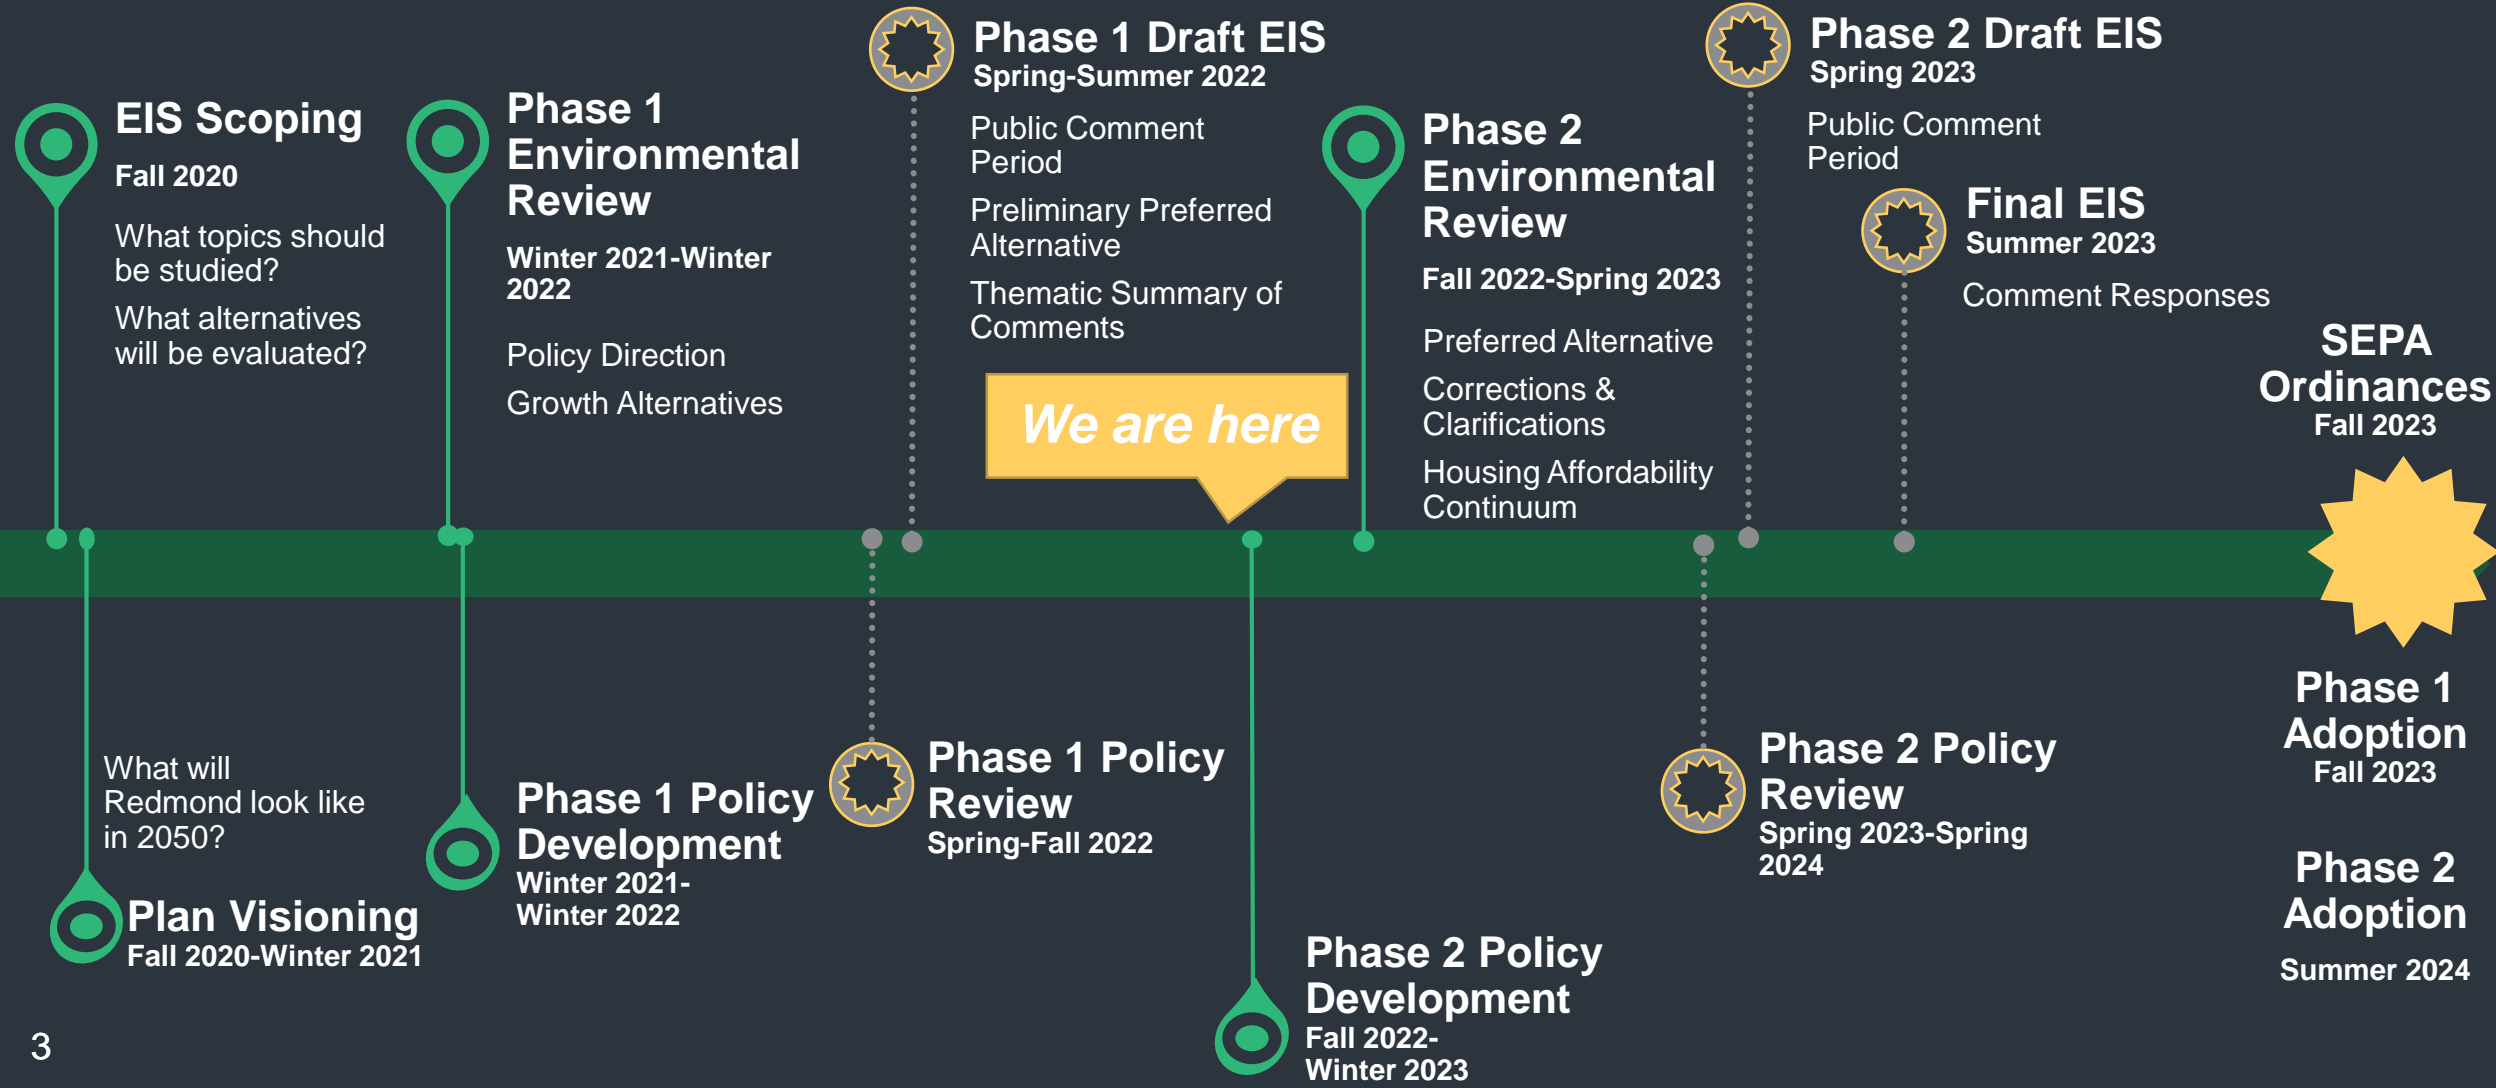 EIS Scoping
Fall 2020
What topics should
be studied?
What alternatives
will be evaluated?
Phase 1
Environmental
Review
Winter 2021-Winter
2022
Policy Direction
Growth Alternatives
Phase 1 Draft EIS
Spring-Summer 2022
Public Comment
Period
Preliminary Preferred
Alternative
Thematic Summary of
Comments
We are here
Phase 2
Environmental
Review
Fall 2022-Spring 2023
Preferred Alternative
Corrections &
Clarifications
Housing Affordability
Continuum
Phase 2 Draft EIS
Spring 2023
Public Comment
Period
Final EIS
Summer 2023
Comment Responses
SEPA
Ordinances
Fall 2023
What will
Redmond look like
in 2050?
Plan Visioning
Fall 2020-Winter 2021
Phase 1 Policy
Development
Winter 2021-
Winter 2022
Phase 1 Policy
Review
Spring-Fall 2022
Phase 2 Policy
Development
Fall 2022-
Winter 2023
Phase 2 Policy
Review
Spring 2023-Spring
2024
Phase 1
Adoption
Fall 2023
Phase 2
Adoption
Summer 2024
3